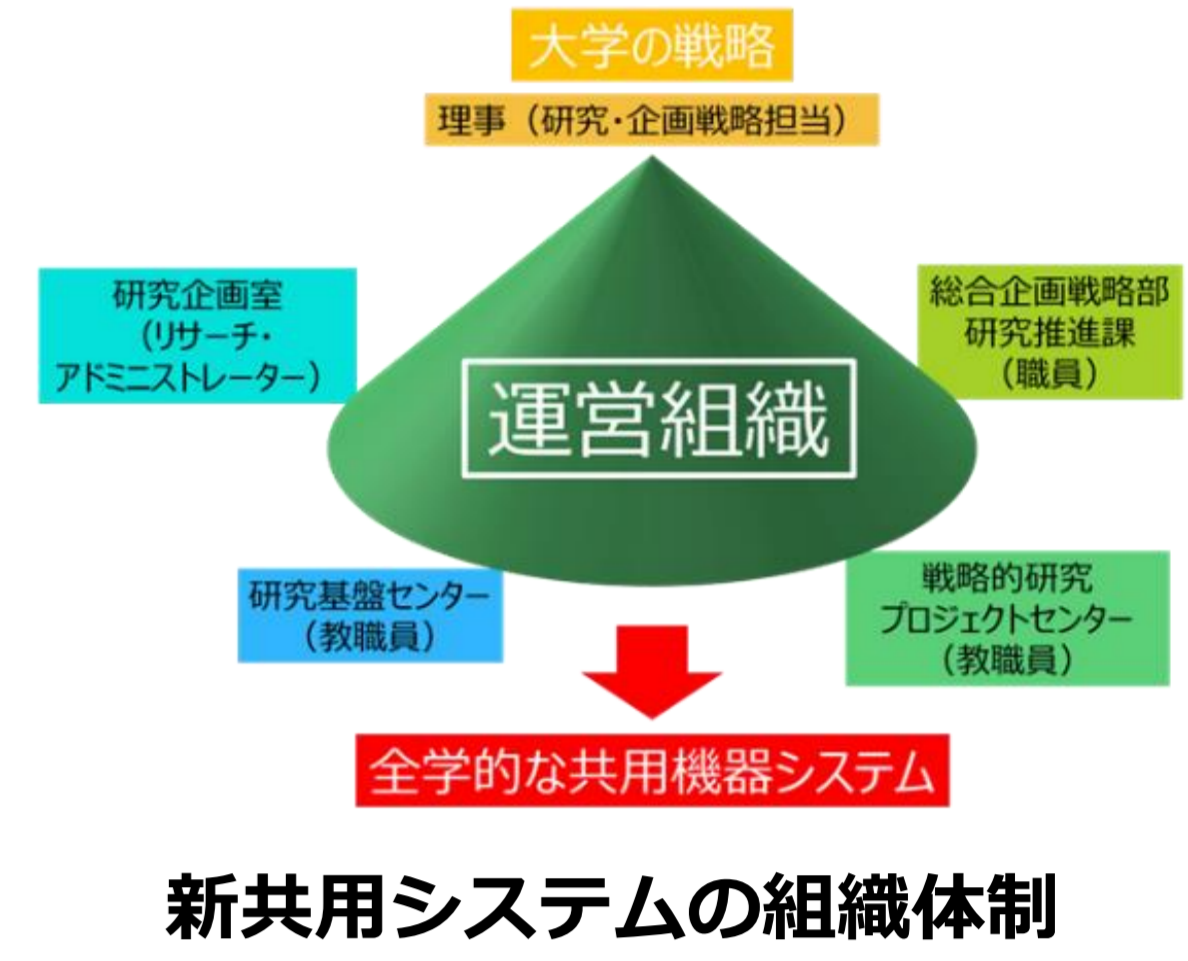 大学の戦略
理事（研究・企画戦略担当）
研究企画室
（リサーチ・
アドミニストレーター）
総合企画戦略部
研究推進課
（職員）
運営組織
研究基盤センター
（教職員）
戦略的研究
プロジェクトセンター
（教職員）
全学的な共用機器システム
新共用システムの組織体制